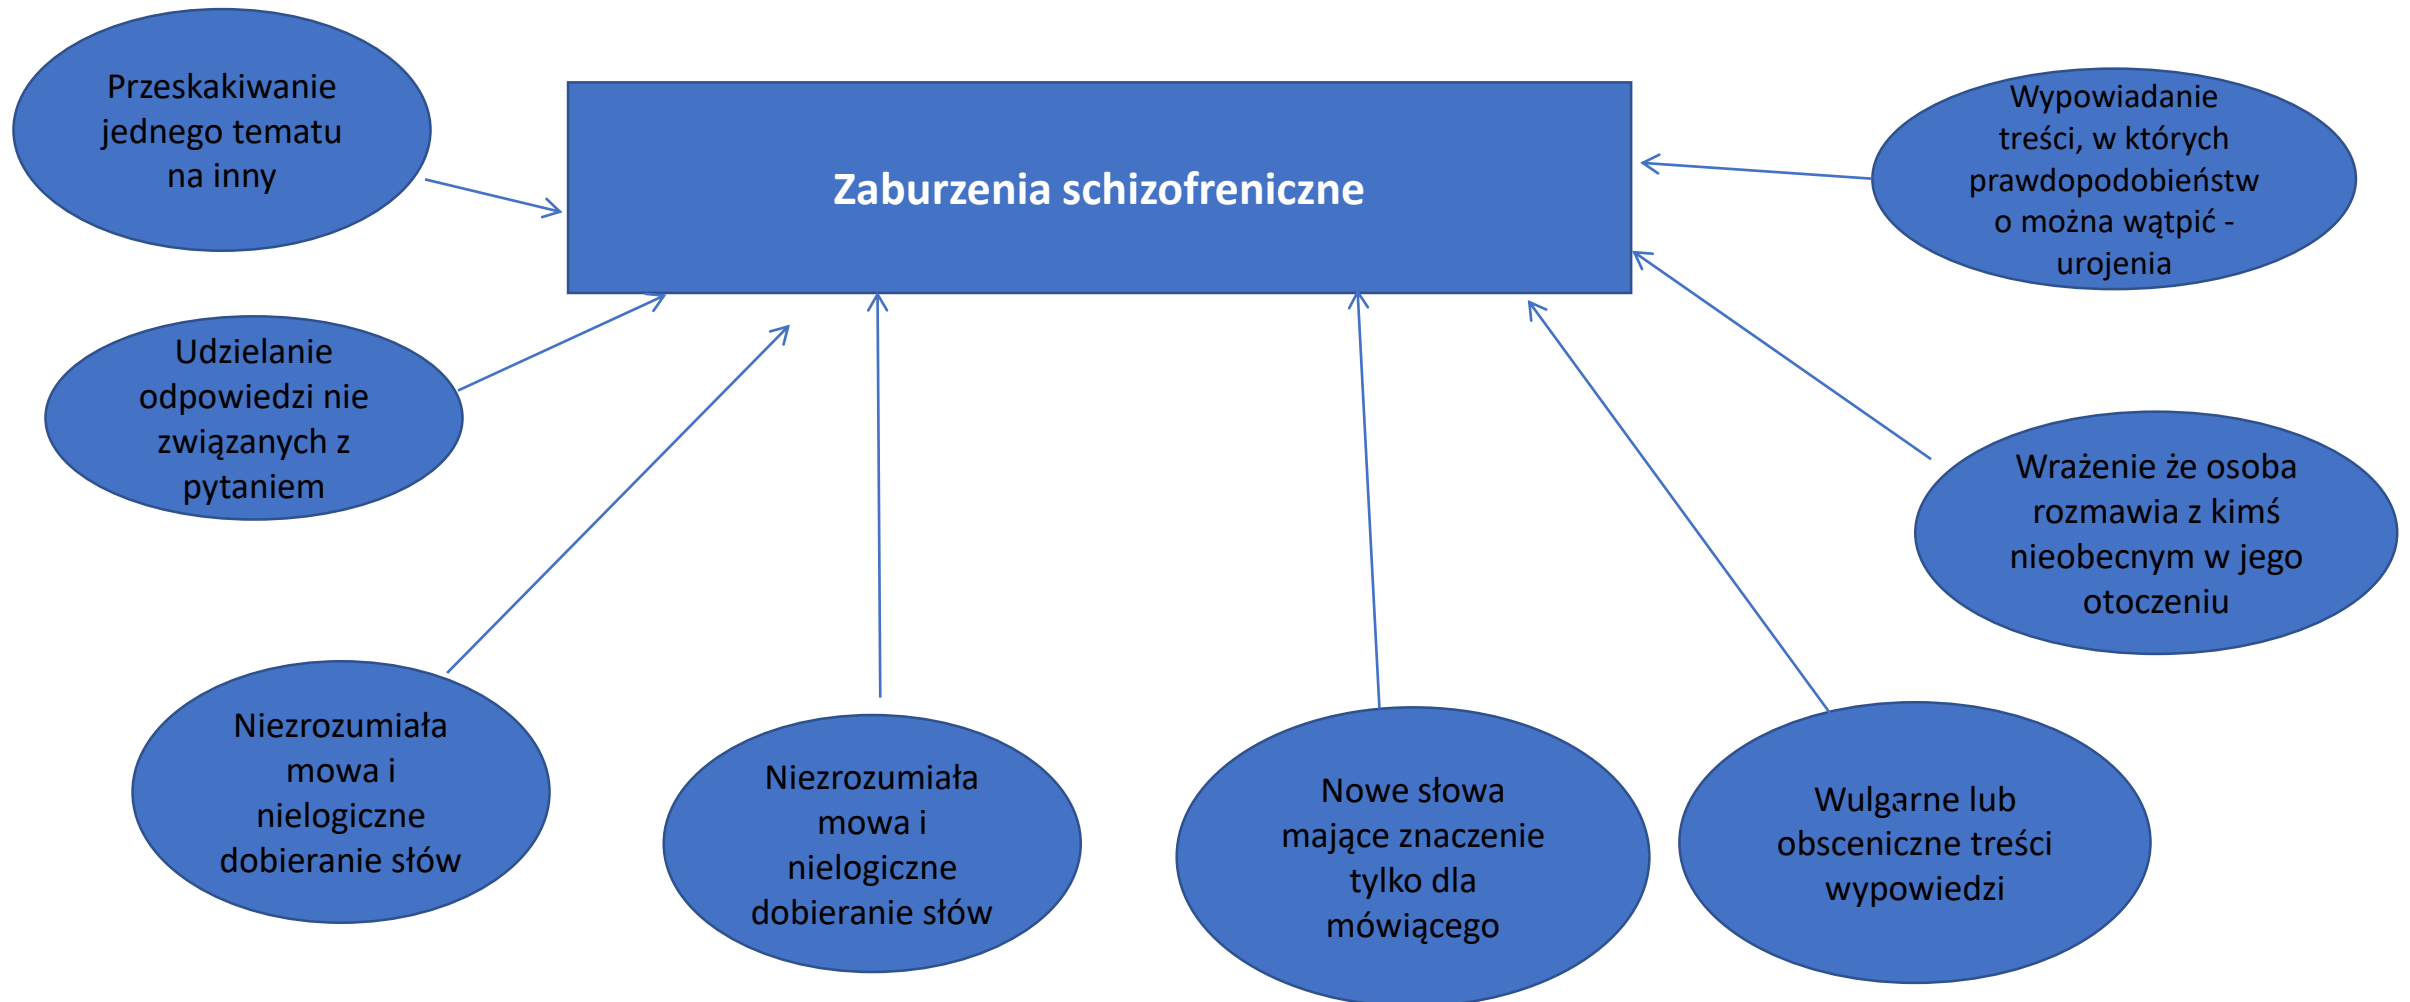 Przeskakiwanie
jednego tematu
na inny
Zaburzenia schizofreniczne
Wypowiadanie
treści, w których
prawdopodobieństw
o można wątpić -
urojenia
Udzielanie
odpowiedzi nie
związanych z
pytaniem
Wrażenie że osoba
rozmawia z kimś
nieobecnym w jego
otoczeniu
Niezrozumiała
mowa i
nielogiczne
dobieranie słów
Niezrozumiała
mowa i
nielogiczne
dobieranie słów
Nowe słowa
mające znaczenie
tylko dla
mówiącego
Wulgarne lub
obsceniczne treści
wypowiedzi